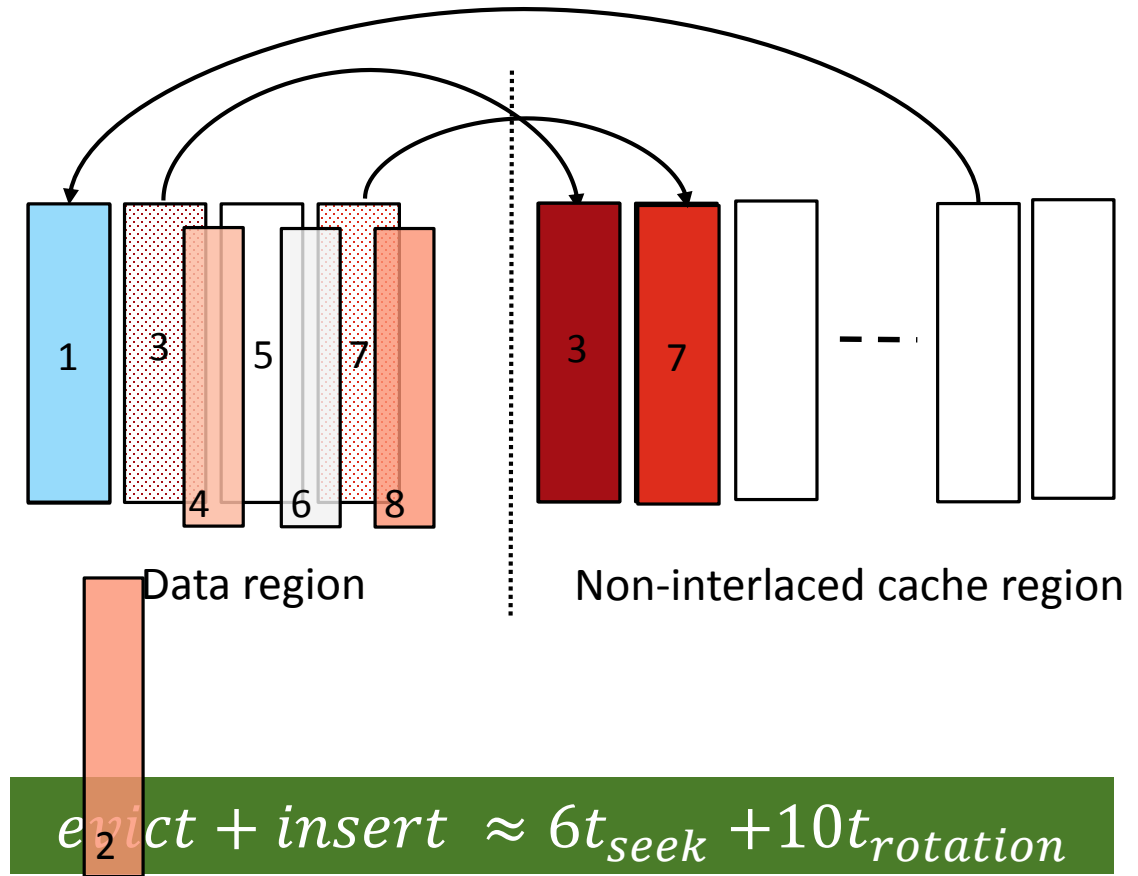 1 3 5 7 3 7
4 6 8
Data region Non-interlaced cache region
evict + insert ≈ 6t_seek +10t_rotation
2